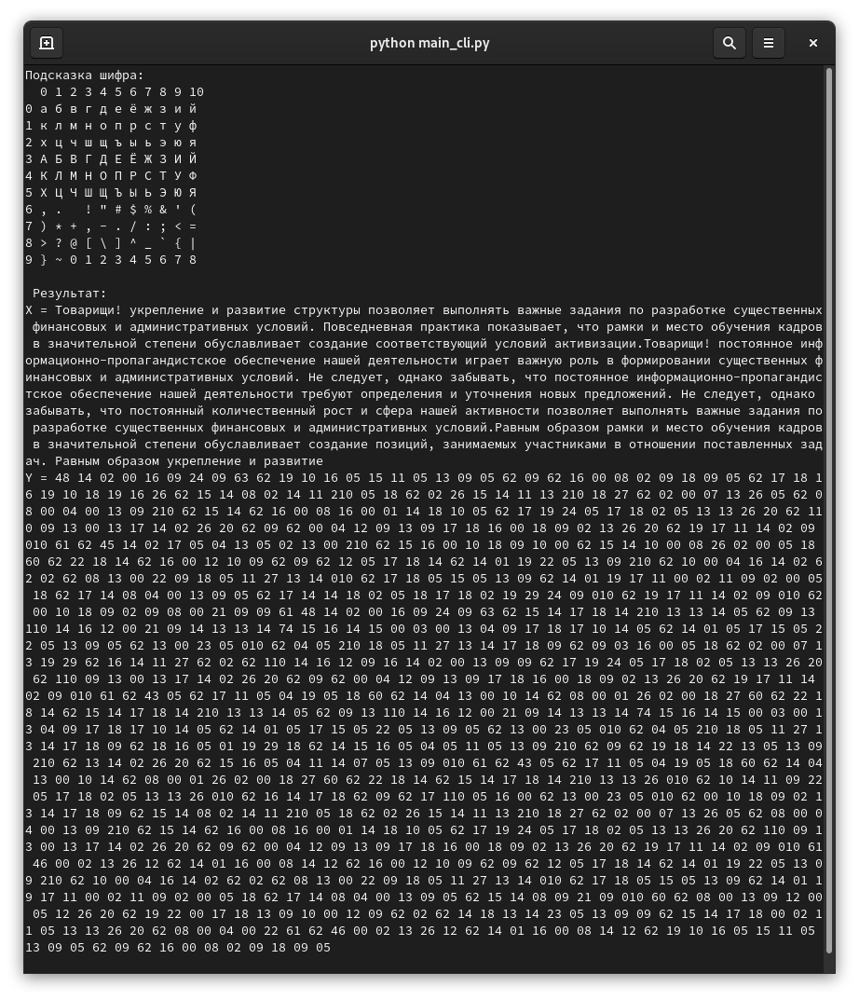 python main_cli.py
Подсказка шифра:
  0 1 2 3 4 5 6 7 8 9 10
0 а б в г д е ё ж з и й
1 к л м н о п р с т у ф
2 х ц ч ш щ ъ ы ь э ю я
3 А Б В Г Д Е Ё Ж З И Й
4 К Л М Н О П Р С Т У Ф
5 Х Ц Ч Ш Щ Ъ Ы Ь Э Ю Я
6 , .   ! " # $ % & ' (
7 ) * + , - . / : ; < =
8 > ? @ [ \ ] ^ _ ` { |
9 } ~ 0 1 2 3 4 5 6 7 8
 Результат:
X = Товарищи! укрепление и развитие структуры позволяет выполнять важные задания по разработке существенных
 финансовых и административных условий. Повседневная практика показывает, что рамки и место обучения кадров
 в значительной степени обуславливает создание соответствующий условий активизации.Товарищи! постоянное инф
ормационно-пропагандистское обеспечение нашей деятельности играет важную роль в формировании существенных ф
инансовых и административных условий. Не следует, однако забывать, что постоянное информационно-пропагандис
тское обеспечение нашей деятельности требуют определения и уточнения новых предложений. Не следует, однако
забывать, что постоянный количественный рост и сфера нашей активности позволяет выполнять важные задания по
 разработке существенных финансовых и административных условий.Равным образом рамки и место обучения кадров
 в значительной степени обуславливает создание позиций, занимаемых участниками в отношении поставленных зад
ач. Равным образом укрепление и развитие
Y = 48 14 02 00 16 09 24 09 63 62 19 10 16 05 15 11 05 13 09 05 62 09 62 16 00 08 02 09 18 09 05 62 17 18 1
6 19 10 18 19 16 26 62 15 14 08 02 14 11 210 05 18 62 02 26 15 14 11 13 210 18 27 62 02 00 07 13 26 05 62 0
8 00 04 00 13 09 210 62 15 14 62 16 00 08 16 00 01 14 18 10 05 62 17 19 24 05 17 18 02 05 13 13 26 20 62 11
0 09 13 00 13 17 14 02 26 20 62 09 62 00 04 12 09 13 09 17 18 16 00 18 09 02 13 26 20 62 19 17 11 14 02 09
010 61 62 45 14 02 17 05 04 13 05 02 13 00 210 62 15 16 00 10 18 09 10 00 62 15 14 10 00 08 26 02 00 05 18
60 62 22 18 14 62 16 00 12 10 09 62 09 62 12 05 17 18 14 62 14 01 19 22 05 13 09 210 62 10 00 04 16 14 02 6
2 02 62 08 13 00 22 09 18 05 11 27 13 14 010 62 17 18 05 15 05 13 09 62 14 01 19 17 11 00 02 11 09 02 00 05
 18 62 17 14 08 04 00 13 09 05 62 17 14 14 18 02 05 18 17 18 02 19 29 24 09 010 62 19 17 11 14 02 09 010 62
 00 10 18 09 02 09 08 00 21 09 09 61 48 14 02 00 16 09 24 09 63 62 15 14 17 18 14 210 13 13 14 05 62 09 13
110 14 16 12 00 21 09 14 13 13 14 74 15 16 14 15 00 03 00 13 04 09 17 18 17 10 14 05 62 14 01 05 17 15 05 2
2 05 13 09 05 62 13 00 23 05 010 62 04 05 210 18 05 11 27 13 14 17 18 09 62 09 03 16 00 05 18 62 02 00 07 1
3 19 29 62 16 14 11 27 62 02 62 110 14 16 12 09 16 14 02 00 13 09 09 62 17 19 24 05 17 18 02 05 13 13 26 20
 62 110 09 13 00 13 17 14 02 26 20 62 09 62 00 04 12 09 13 09 17 18 16 00 18 09 02 13 26 20 62 19 17 11 14
02 09 010 61 62 43 05 62 17 11 05 04 19 05 18 60 62 14 04 13 00 10 14 62 08 00 01 26 02 00 18 27 60 62 22 1
8 14 62 15 14 17 18 14 210 13 13 14 05 62 09 13 110 14 16 12 00 21 09 14 13 13 14 74 15 16 14 15 00 03 00 1
3 04 09 17 18 17 10 14 05 62 14 01 05 17 15 05 22 05 13 09 05 62 13 00 23 05 010 62 04 05 210 18 05 11 27 1
3 14 17 18 09 62 18 16 05 01 19 29 18 62 14 15 16 05 04 05 11 05 13 09 210 62 09 62 19 18 14 22 13 05 13 09
 210 62 13 14 02 26 20 62 15 16 05 04 11 14 07 05 13 09 010 61 62 43 05 62 17 11 05 04 19 05 18 60 62 14 04
 13 00 10 14 62 08 00 01 26 02 00 18 27 60 62 22 18 14 62 15 14 17 18 14 210 13 13 26 010 62 10 14 11 09 22
 05 17 18 02 05 13 13 26 010 62 16 14 17 18 62 09 62 17 110 05 16 00 62 13 00 23 05 010 62 00 10 18 09 02 1
3 14 17 18 09 62 15 14 08 02 14 11 210 05 18 62 02 26 15 14 11 13 210 18 27 62 02 00 07 13 26 05 62 08 00 0
4 00 13 09 210 62 15 14 62 16 00 08 16 00 01 14 18 10 05 62 17 19 24 05 17 18 02 05 13 13 26 20 62 110 09 1
3 00 13 17 14 02 26 20 62 09 62 00 04 12 09 13 09 17 18 16 00 18 09 02 13 26 20 62 19 17 11 14 02 09 010 61
 46 00 02 13 26 12 62 14 01 16 00 08 14 12 62 16 00 12 10 09 62 09 62 12 05 17 18 14 62 14 01 19 22 05 13 0
9 210 62 10 00 04 16 14 02 62 02 62 08 13 00 22 09 18 05 11 27 13 14 010 62 17 18 05 15 05 13 09 62 14 01 1
9 17 11 00 02 11 09 02 00 05 18 62 17 14 08 04 00 13 09 05 62 15 14 08 09 21 09 010 60 62 08 00 13 09 12 00
 05 12 26 20 62 19 22 00 17 18 13 09 10 00 12 09 62 02 62 14 18 13 14 23 05 13 09 09 62 15 14 17 18 00 02 1
1 05 13 13 26 20 62 08 00 04 00 22 61 62 46 00 02 13 26 12 62 14 01 16 00 08 14 12 62 19 10 16 05 15 11 05
13 09 05 62 09 62 16 00 08 02 09 18 09 05